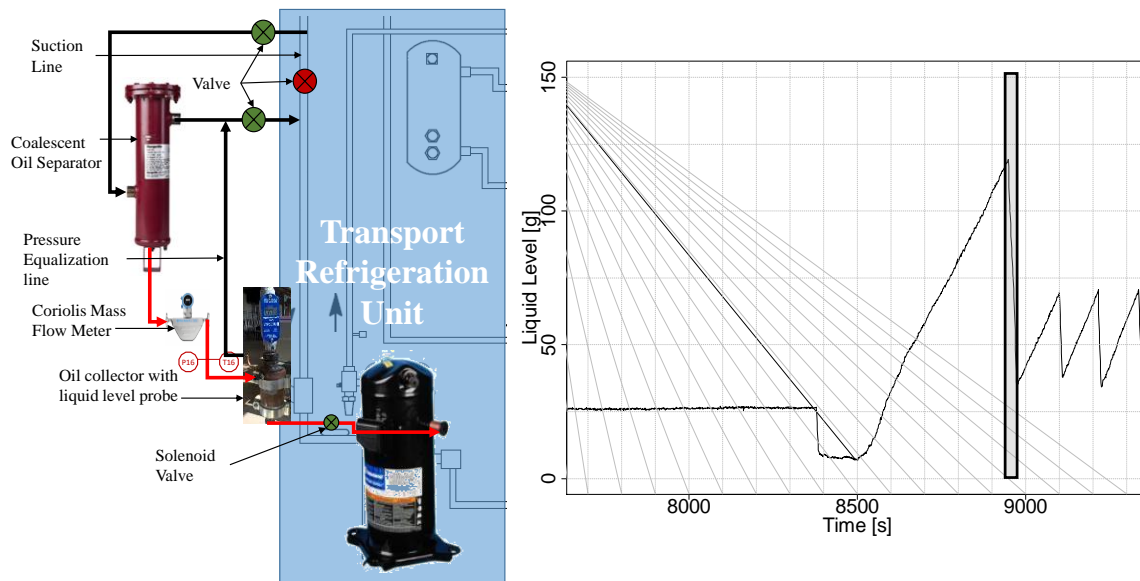 Suction
Line
Valve
Coalescent
Oil Separator
Pressure
Equalization
line
Coriolis Mass
Flow Meter
P16
T16
Oil collector with
liquid level probe
Solenoid
Valve
Transport
Refrigeration
Unit
Liquid Level [g]
150
100
50
0
8000
8500
9000
Time [s]